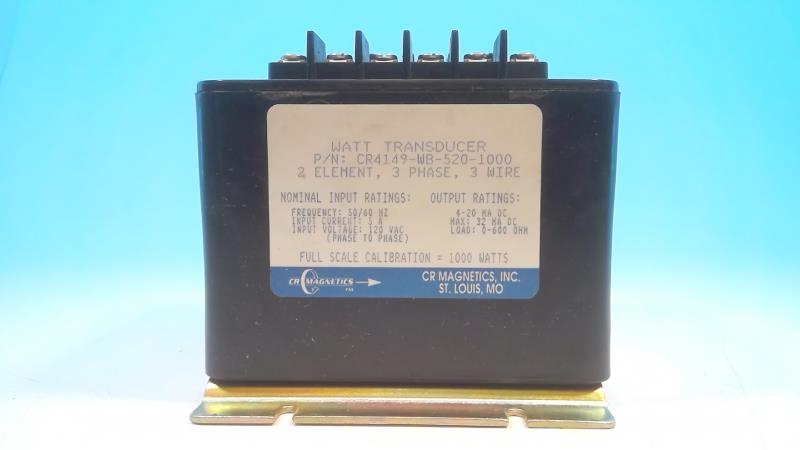 WATT TRANSDUCER
P/N: CR4149-WB-520-1000
2 ELEMENT, 3 PHASE, 3 WIRE
NOMINAL INPUT RATINGS:
FREQUENCY: 50/60 HZ
INPUT CURRENT: 5 A
INPUT VOLTAGE: 120 VAC
(PHASE TO PHASE)
OUTPUT RATINGS:
4-20 MA DC
MAX: 32 MA DC
LOAD: 0-600 OHM
FULL SCALE CALIBRATION = 1000 WATTS
CR MAGNETICS
CR MAGNETICS, INC.
ST. LOUIS, MO